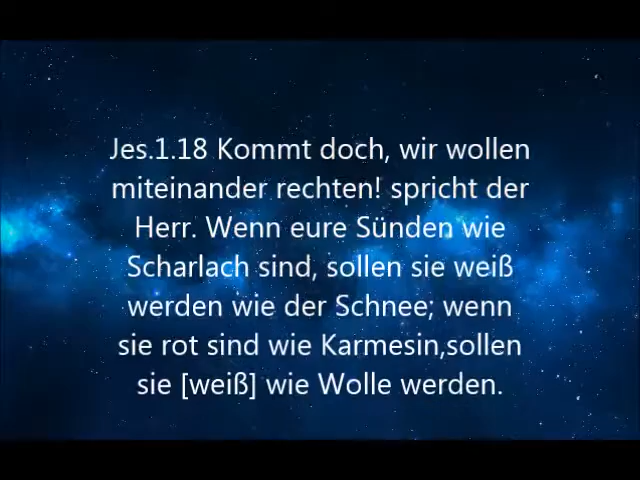 Jes.1.18 Kommt doch, wir wollen
miteinander rechten! spricht der
Herr. Wenn eure Sünden wie
Scharlach sind, sollen sie weiß
werden wie der Schnee; wenn
sie rot sind wie Karmesin,sollen
sie [weiß] wie Wolle werden.